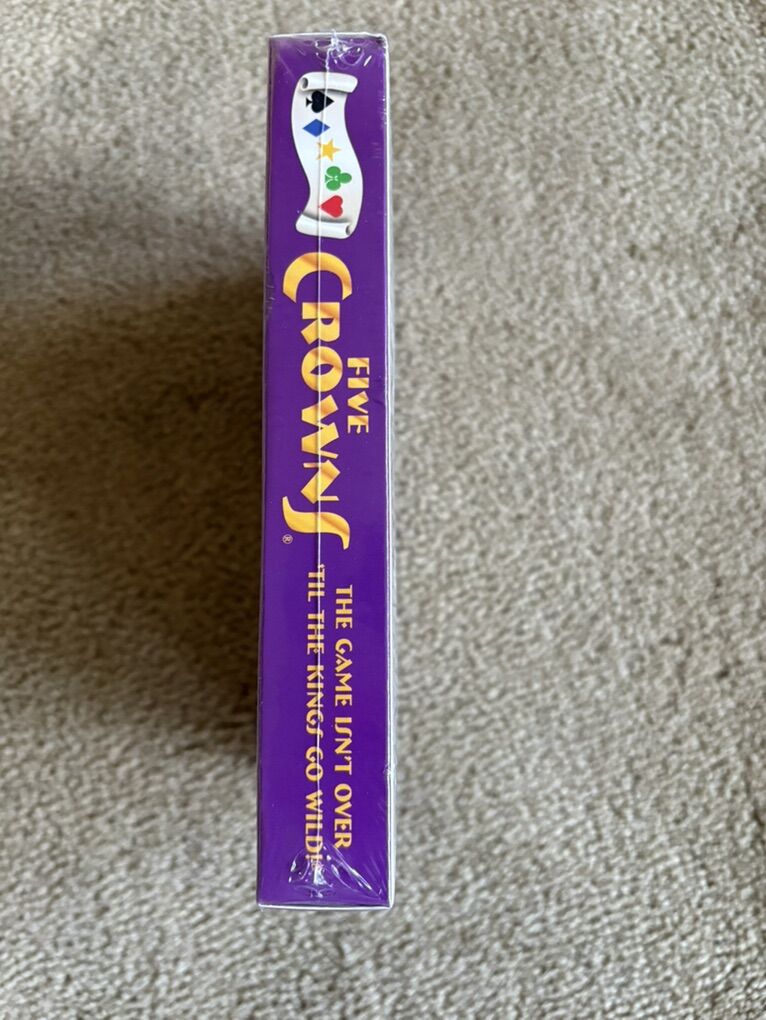 FIVE
CROWNS®
THE GAME ISN'T OVER
'TIL THE KINGS GO WILD!®